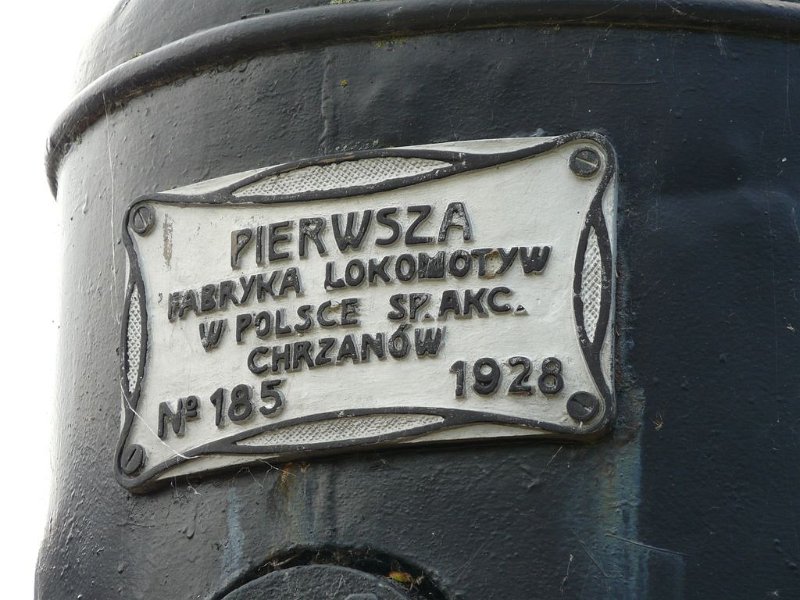 PIERWSZA
FABRYKA LOKOMOTYW
W POLSCE SP. AKC.
CHRZANÓW
Nº 185 1928